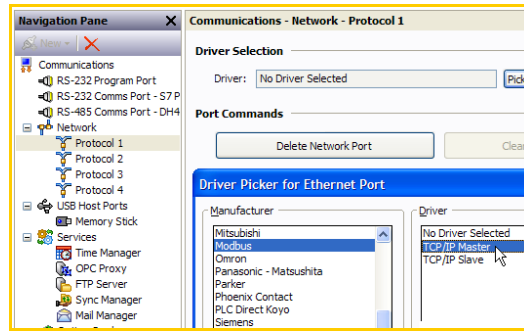 Navigation Pane X
New
Communications
RS-232 Program Port
RS-232 Comms Port - S7 P
RS-485 Comms Port - DH4
Network
Protocol 1
Protocol 2
Protocol 3
Protocol 4
USB Host Ports
Memory Stick
Services
Time Manager
OPC Proxy
FTP Server
Sync Manager
Mail Manager
Communications - Network - Protocol 1
Driver Selection
Driver: No Driver Selected Pick
Port Commands
Delete Network Port Clea
Driver Picker for Ethernet Port
Manufacturer
Mitsubishi
Modbus
Omron
Panasonic - Matsushita
Parker
Phoenix Contact
PLC Direct Koyo
Siemens
Driver
No Driver Selected
TCP/IP Master
TCP/IP Slave